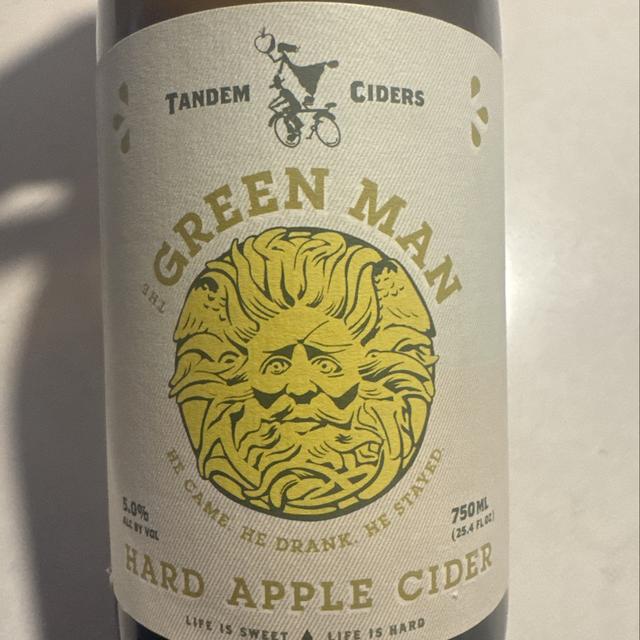 TANDEM CIDERS
THE
GREEN MAN
HE CAME. HE DRANK. HE STAYED
5.0%
ALC BY VOL
750ML
(25.4 FL OZ)
HARD APPLE CIDER
LIFE IS SWEET LIFE IS HARD